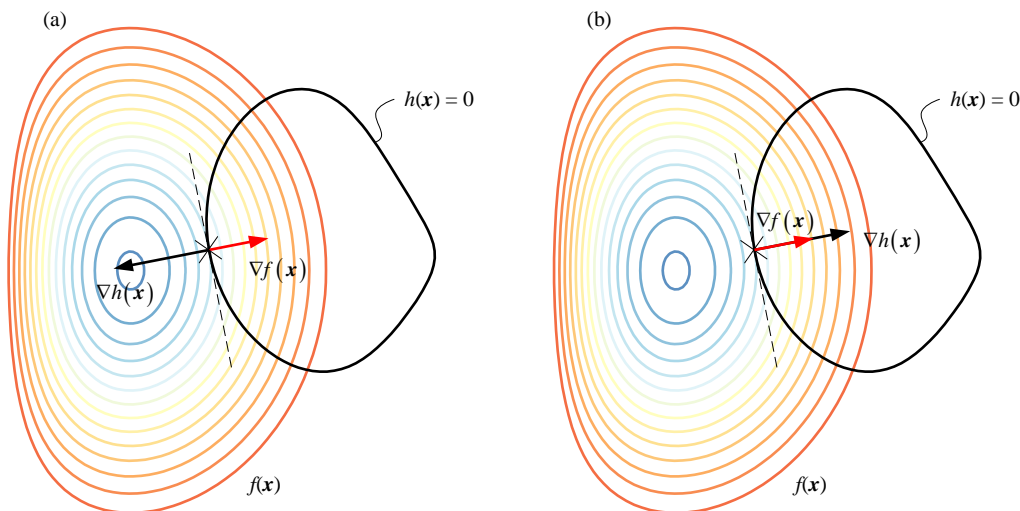 (a)
h(x) = 0
∇f(x)
∇h(x)
f(x)
(b)
h(x) = 0
∇f(x)
∇h(x)
f(x)